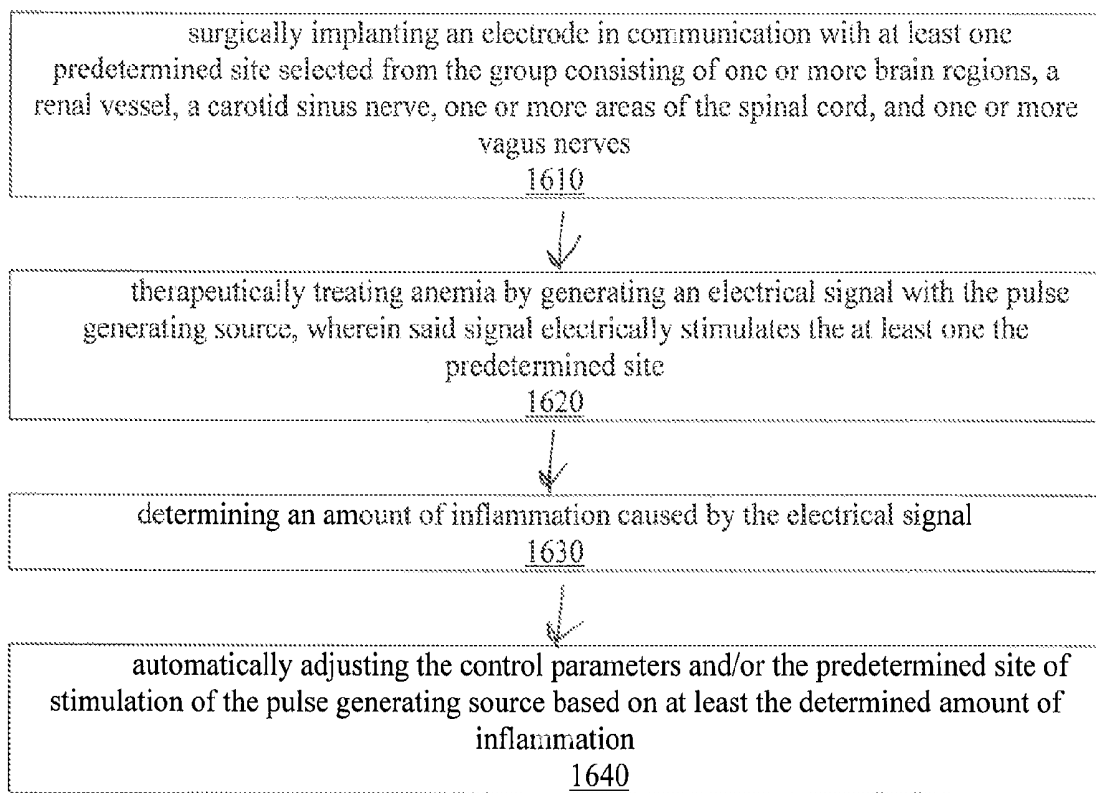 surgically implanting an electrode in communication with at least one
predetermined site selected from the group consisting of one or more brain regions, a
renal vessel, a carotid sinus nerve, one or more areas of the spinal cord, and one or more
vagus nerves
1610
therapeutically treating anemia by generating an electrical signal with the pulse
generating source, wherein said signal electrically stimulates the at least one the
predetermined site
1620
determining an amount of inflammation caused by the electrical signal
1630
automatically adjusting the control parameters and/or the predetermined site of
stimulation of the pulse generating source based on at least the determined amount of
inflammation
1640